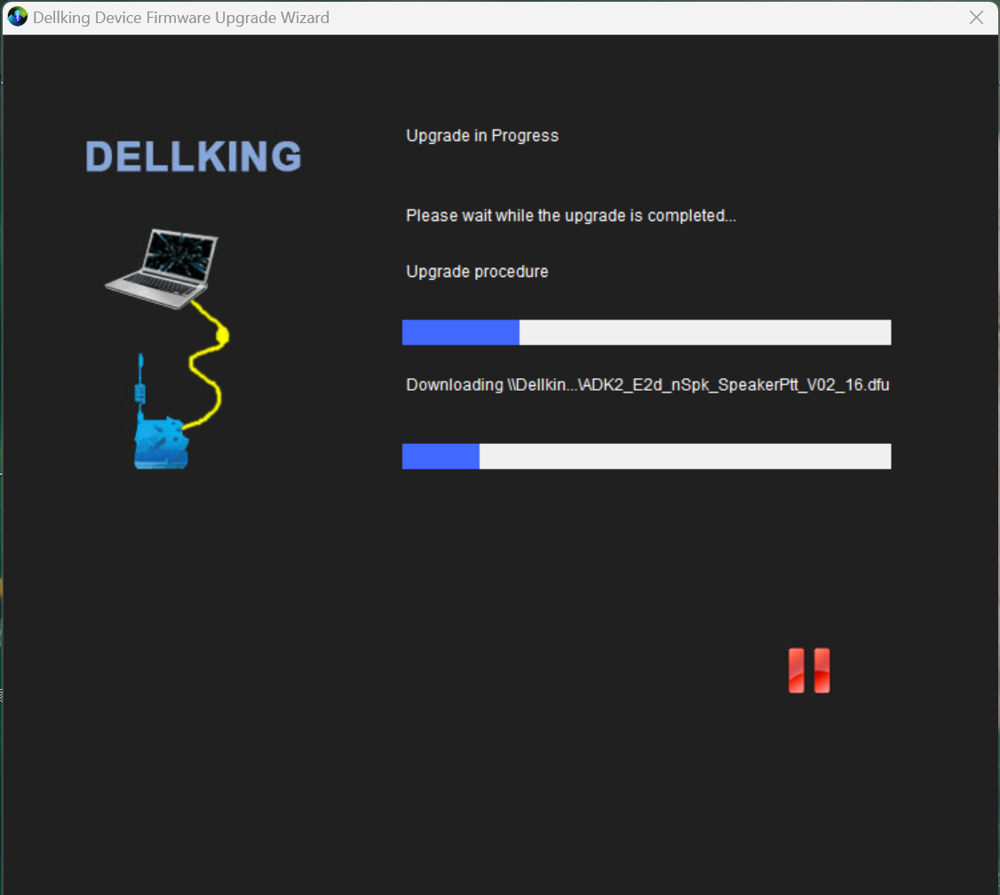 Dellking Device Firmware Upgrade Wizard
DELLKING
Upgrade in Progress
Please wait while the upgrade is completed...
Upgrade procedure
Downloading \\Dellkin...\ADK2_E2d_nSpk_SpeakerPtt_V02_16.dfu